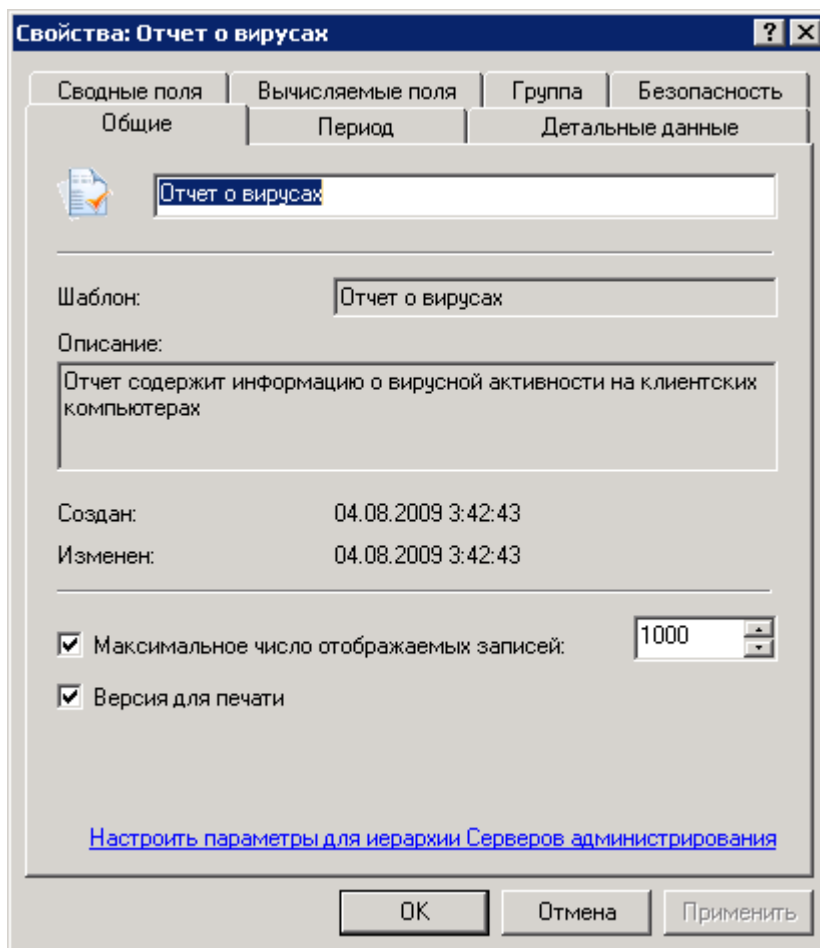 Свойства: Отчет о вирусах
Сводные поля Вычисляемые поля Группа Безопасность
Общие Период Детальные данные
Отчет о вирусах
Шаблон: Отчет о вирусах
Описание:
Отчет содержит информацию о вирусной активности на клиентских
компьютерах
Создан: 04.08.2009 3:42:43
Изменен: 04.08.2009 3:42:43
Максимальное число отображаемых записей: 1000
Версия для печати
Настроить параметры для иерархии Серверов администрирования
OK Отмена Применить